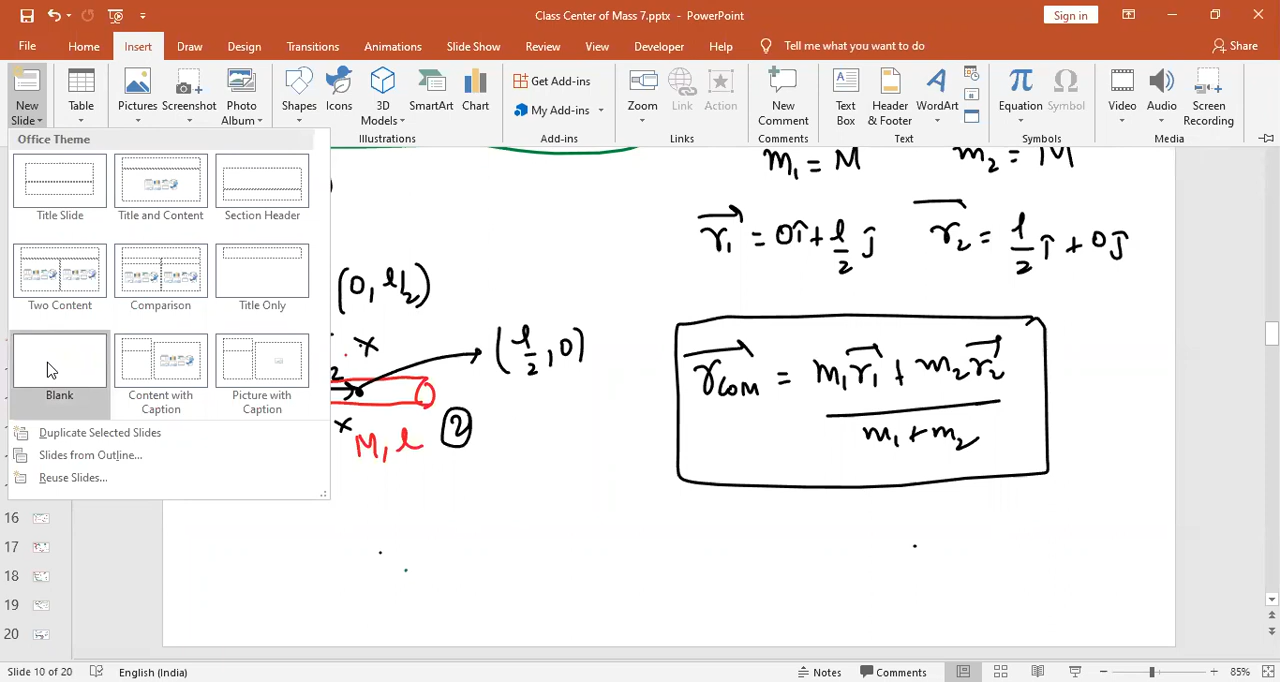 Class Center of Mass 7.pptx - PowerPoint
Sign in
File Home Insert Draw Design Transitions Animations Slide Show Review View Developer Help Tell me what you want to do Share
New Slide
Table
Pictures Screenshot Photo Album
Shapes Icons 3D Models SmartArt Chart
Get Add-ins
My Add-ins
Zoom Link Action
New Comment
Text Box Header & Footer WordArt
Equation Symbol
Video Audio Screen Recording
Illustrations Add-ins Links Comments Text Symbols Media
Office Theme
Title Slide Title and Content Section Header
Two Content Comparison Title Only
Blank Content with Caption Picture with Caption
Duplicate Selected Slides
Slides from Outline...
Reuse Slides...
16
17
18
19
20
m₁ = M m₂ = M
r₁ = 0î + l/2 ĵ r₂ = l/2 î + 0ĵ
(0, l/2)
x
(l/2, 0)
2
x
M, l
2
r_COM = m₁r₁ + m₂r₂
m₁ + m₂
Slide 10 of 20 English (India) Notes Comments 85%